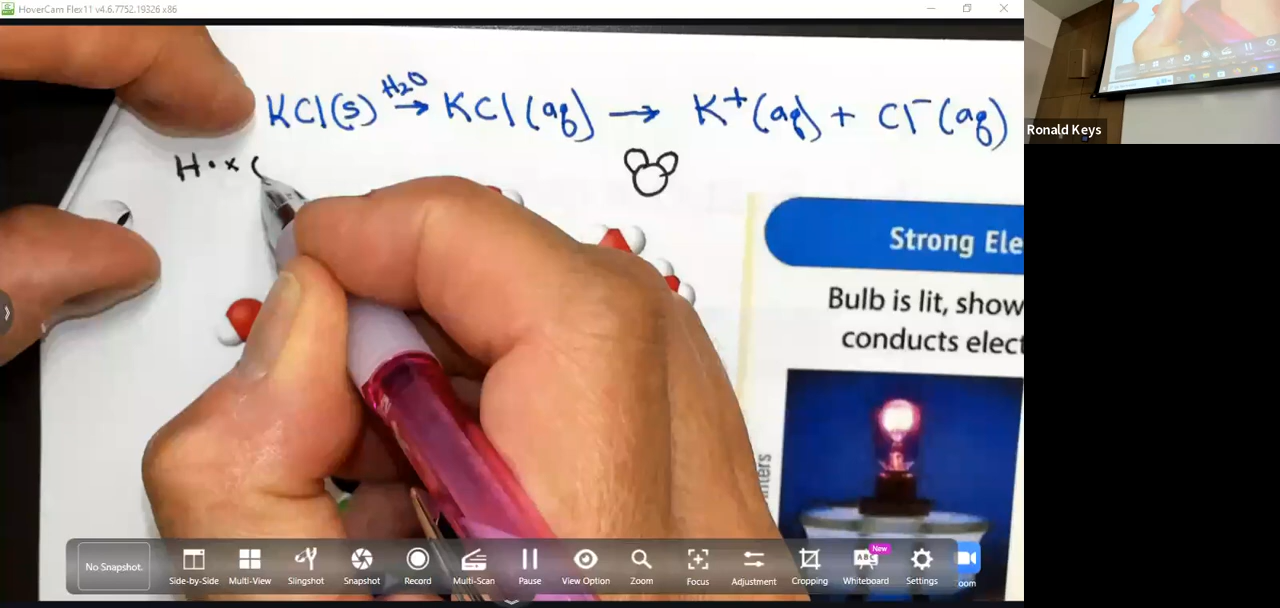 HoverCam Flex11 v4.6.7752.19326 x86
KCl(s) H₂O→ KCl(aq) → K⁺(aq) + Cl⁻(aq)
Ronald Keys
H·×
Strong Ele
Bulb is lit, show
conducts elect
No Snapshot.
Side-by-Side Multi-View Slingshot Snapshot Record Multi-Scan Pause View Option Zoom Focus Adjustment Cropping Whiteboard Settings oom
New
ABC